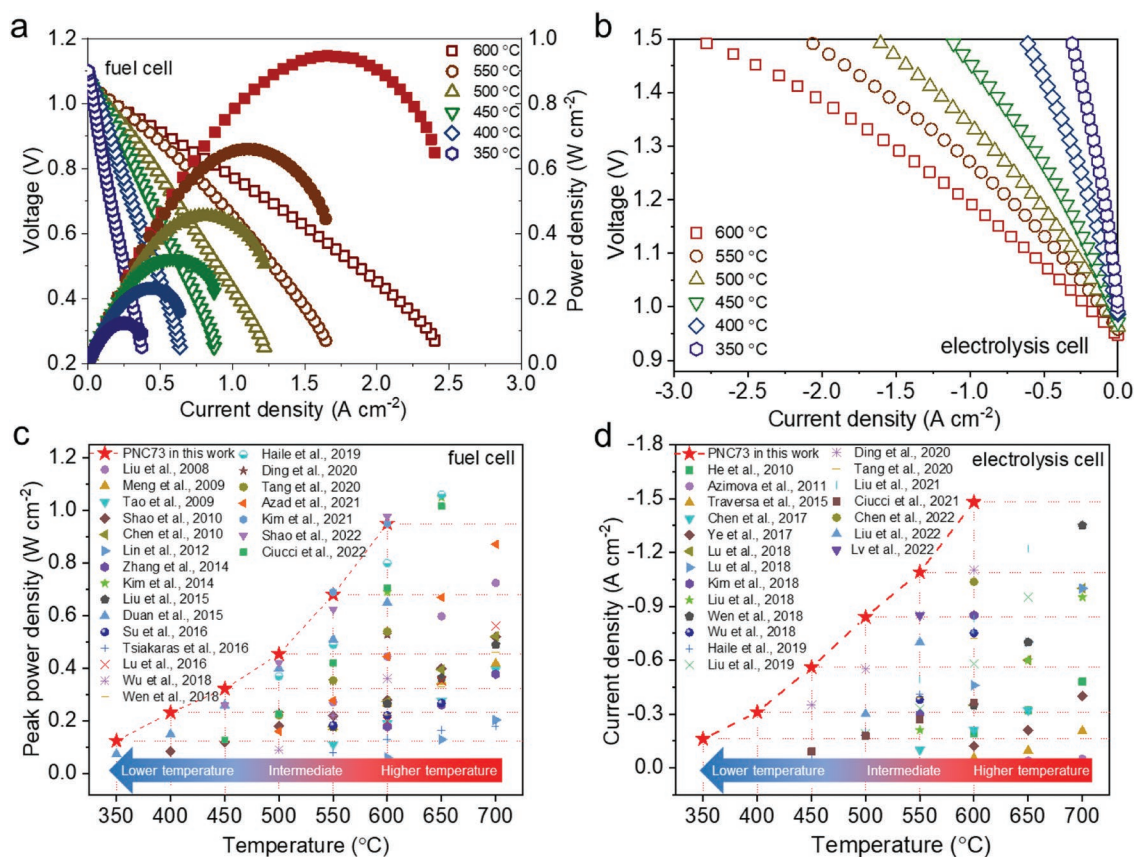 a
fuel cell
1.2
1.0
0.8
0.6
0.4
0.2
Voltage (V)
0.0 0.5 1.0 1.5 2.0 2.5 3.0
Current density (A cm⁻²)
1.0
0.8
0.6
0.4
0.2
0.0
Power density (W cm⁻²)
600 °C
550 °C
500 °C
450 °C
400 °C
350 °C
b
1.5
1.4
1.3
1.2
1.1
1.0
0.9
Voltage (V)
600 °C
550 °C
500 °C
450 °C
400 °C
350 °C
electrolysis cell
-3.0 -2.5 -2.0 -1.5 -1.0 -0.5 0.0
Current density (A cm⁻²)
c
fuel cell
1.2
1.0
0.8
0.6
0.4
0.2
0.0
Peak power density (W cm⁻²)
PNC73 in this work
Liu et al., 2008
Meng et al., 2009
Tao et al., 2009
Shao et al., 2010
Chen et al., 2010
Lin et al., 2012
Zhang et al., 2014
Kim et al., 2014
Liu et al., 2015
Duan et al., 2015
Su et al., 2016
Tsiakaras et al., 2016
Lu et al., 2016
Wu et al., 2018
Wen et al., 2018
Haile et al., 2019
Ding et al., 2020
Tang et al., 2020
Azad et al., 2021
Kim et al., 2021
Shao et al., 2022
Ciucci et al., 2022
Lower temperature Intermediate Higher temperature
350 400 450 500 550 600 650 700
Temperature (°C)
d
electrolysis cell
-1.8
-1.5
-1.2
-0.9
-0.6
-0.3
0.0
Current density (A cm⁻²)
PNC73 in this work
He et al., 2010
Azimova et al., 2011
Traversa et al., 2015
Chen et al., 2017
Ye et al., 2017
Lu et al., 2018
Lu et al., 2018
Kim et al., 2018
Liu et al., 2018
Wen et al., 2018
Wu et al., 2018
Haile et al., 2019
Liu et al., 2019
Ding et al., 2020
Tang et al., 2020
Liu et al., 2021
Ciucci et al., 2021
Chen et al., 2022
Liu et al., 2022
Lv et al., 2022
Lower temperature Intermediate Higher temperature
350 400 450 500 550 600 650 700
Temperature (°C)